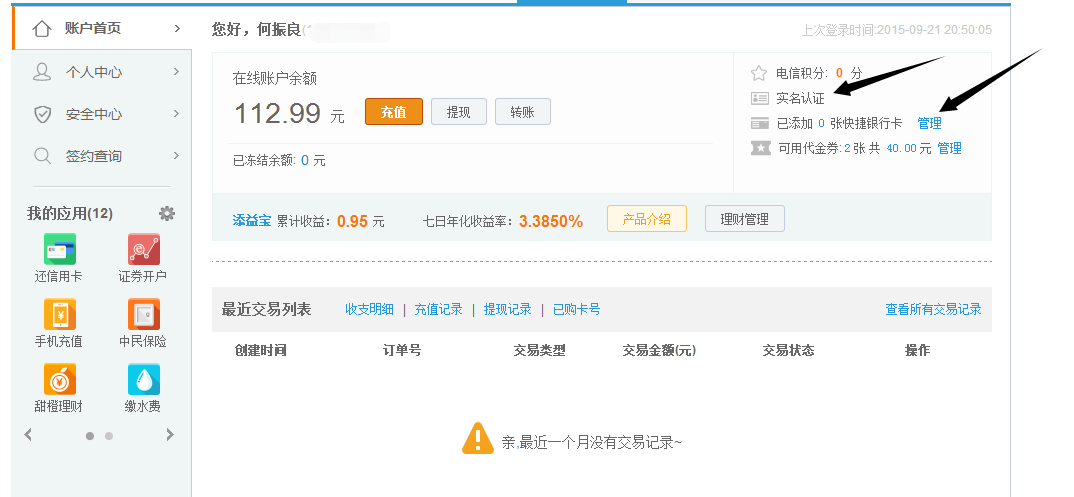 账户首页
个人中心
安全中心
签约查询
我的应用(12)
还信用卡 证券开户
手机充值 中民保险
甜橙理财 缴水费
您好，何振良(
上次登录时间:2015-09-21 20:50:05
在线账户余额
112.99 元 充值 提现 转账
已冻结余额: 0 元
电信积分: 0 分
实名认证
已添加 0 张快捷银行卡 管理
可用代金券: 2 张 共 40.00 元 管理
添益宝 累计收益: 0.95 元 七日年化收益率: 3.3850% 产品介绍 理财管理
最近交易列表 收支明细 | 充值记录 | 提现记录 | 已购卡号 查看所有交易记录
创建时间 订单号 交易类型 交易金额(元) 交易状态 操作
亲,最近一个月没有交易记录~